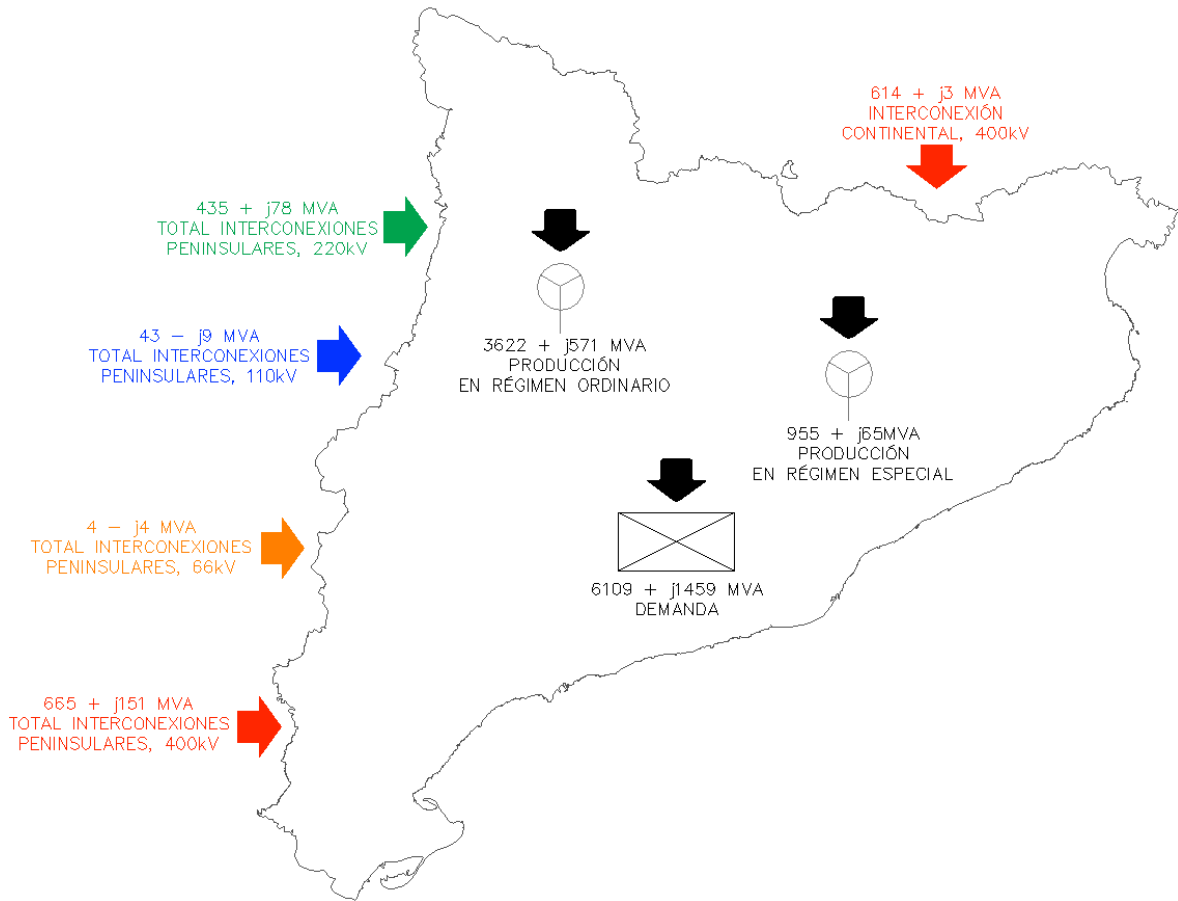 614 + j3 MVA
INTERCONEXIÓN
CONTINENTAL, 400kV
435 + j78 MVA
TOTAL INTERCONEXIONES
PENINSULARES, 220kV
43 − j9 MVA
TOTAL INTERCONEXIONES
PENINSULARES, 110kV
3622 + j571 MVA
PRODUCCIÓN
EN RÉGIMEN ORDINARIO
955 + j65MVA
PRODUCCIÓN
EN RÉGIMEN ESPECIAL
4 − j4 MVA
TOTAL INTERCONEXIONES
PENINSULARES, 66kV
6109 + j1459 MVA
DEMANDA
665 + j151 MVA
TOTAL INTERCONEXIONES
PENINSULARES, 400kV